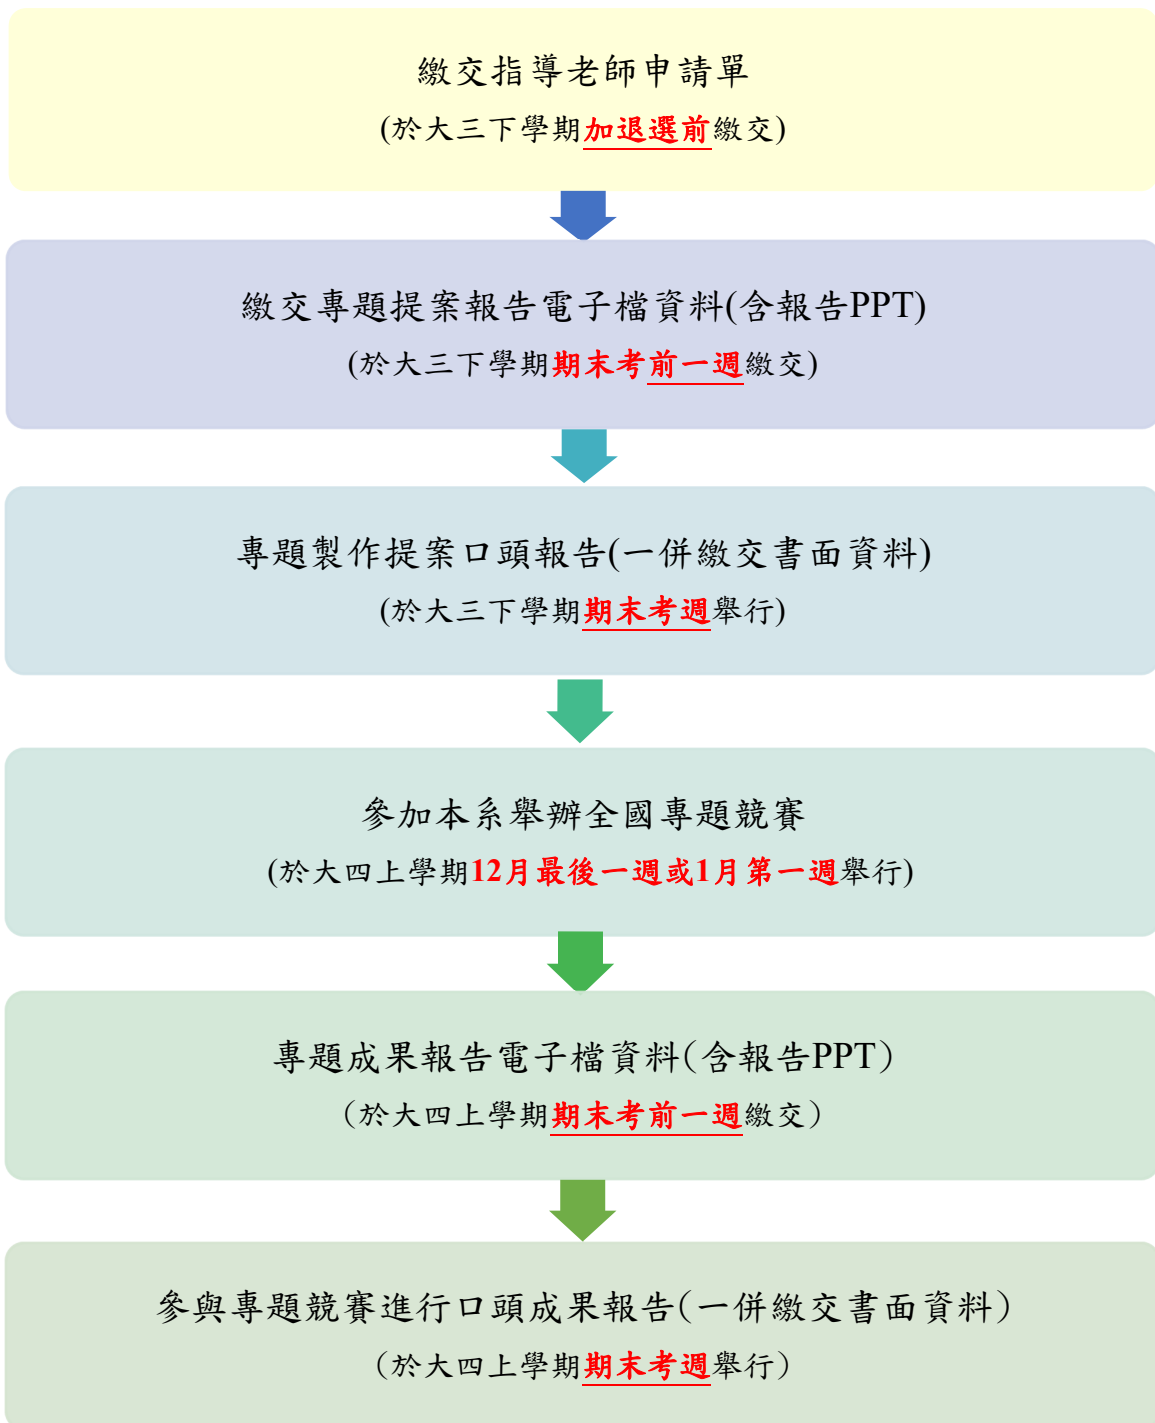 繳交指導老師申請單
(於大三下學期加退選前繳交)
繳交專題提案報告電子檔資料(含報告PPT)
(於大三下學期期末考前一週繳交)
專題製作提案口頭報告(一併繳交書面資料)
(於大三下學期期末考週舉行)
參加本系舉辦全國專題競賽
(於大四上學期12月最後一週或1月第一週舉行)
專題成果報告電子檔資料（含報告PPT）
（於大四上學期期末考前一週繳交）
參與專題競賽進行口頭成果報告（一併繳交書面資料）
（於大四上學期期末考週舉行）